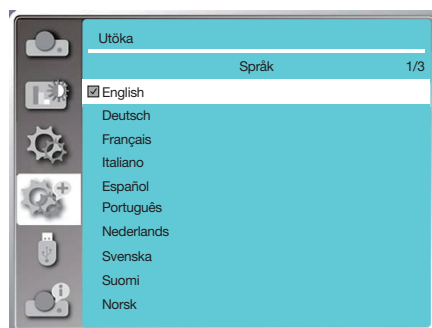 Utöka
Språk 1/3
English
Deutsch
Français
Italiano
Español
Português
Nederlands
Svenska
Suomi
Norsk